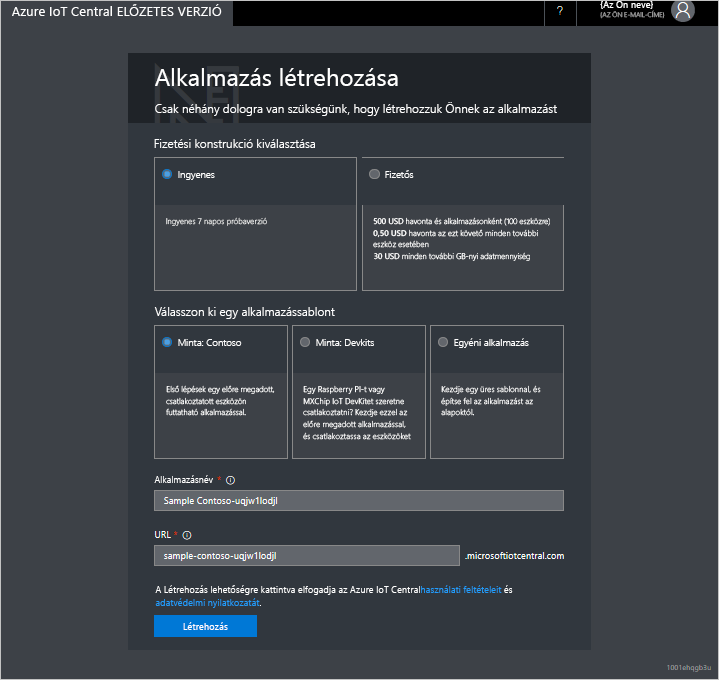 Azure IoT Central ELŐZETES VERZIÓ
?
{Az Ön neve}
(AZ ÖN E-MAIL-CÍME)
Alkalmazás létrehozása
Csak néhány dologra van szükségünk, hogy létrehozzuk Önnek az alkalmazást
Fizetési konstrukció kiválasztása
Ingyenes
Ingyenes 7 napos próbaverzió
Fizetős
500 USD havonta és alkalmazásonként (100 eszközre)
0,50 USD havonta az ezt követő minden további
eszköz esetében
30 USD minden további GB-nyi adatmennyiség
Válasszon ki egy alkalmazássablont
Minta: Contoso
Első lépések egy előre megadott,
csatlakoztatott eszközön
futtatható alkalmazással.
Minta: Devkits
Egy Raspberry PI-t vagy
MXChip IoT DevKitet szeretne
csatlakoztatni? Kezdje ezzel az
előre megadott alkalmazással,
és csatlakoztassa az eszközöket
Egyéni alkalmazás
Kezdje egy üres sablonnal, és
építse fel az alkalmazást az
alapoktól.
Alkalmazásnév *
Sample Contoso-uqjw1lodjl
URL *
sample-contoso-uqjw1lodjl .microsoftiotcentral.com
A Létrehozás lehetőségre kattintva elfogadja az Azure IoT Centralhasználati feltételeit és
adatvédelmi nyilatkozatát.
Létrehozás
1001ehqgb3u